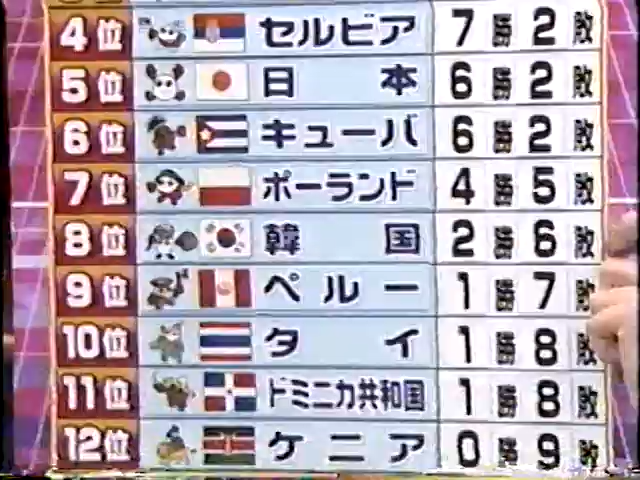 4位 セルビア 7勝2敗
5位 日本 6勝2敗
6位 キューバ 6勝2敗
7位 ポーランド 4勝5敗
8位 韓国 2勝6敗
9位 ペルー 1勝7敗
10位 タイ 1勝8敗
11位 ドミニカ共和国 1勝8敗
12位 ケニア 0勝9敗